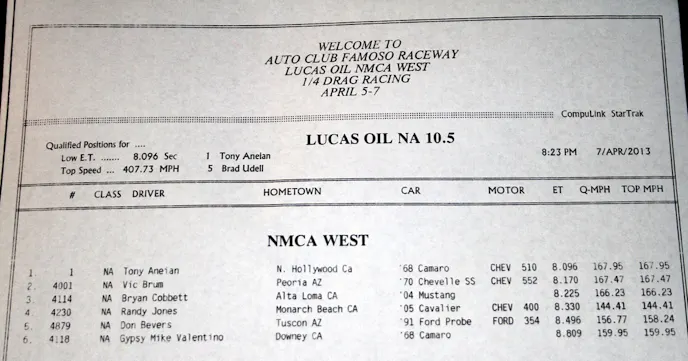 WELCOME TO
AUTO CLUB FAMOSO RACEWAY
LUCAS OIL NMCA WEST
1/4 DRAG RACING
APRIL 5-7
CompuLink StarTrak
Qualified Positions for .... LUCAS OIL NA 10.5
Low E.T. ....... 8.096 Sec 1 Tony Aneian 8:23 PM 7/APR/2013
Top Speed ... 407.73 MPH 5 Brad Udell
# CLASS DRIVER HOMETOWN CAR MOTOR ET Q-MPH TOP MPH
NMCA WEST
1. 1 NA Tony Aneian N. Hollywood Ca '68 Camaro CHEV 510 8.096 167.95 167.95
2. 4001 NA Vic Brum Peoria AZ '70 Chevelle SS CHEV 552 8.170 167.47 167.47
3. 4114 NA Bryan Cobbett Alta Loma CA '04 Mustang 8.225 166.23 166.23
4. 4230 NA Randy Jones Monarch Beach CA '05 Cavalier CHEV 400 8.330 144.41 144.41
5. 4879 NA Don Bevers Tuscon AZ '91 Ford Probe FORD 354 8.496 156.77 158.24
6. 4118 NA Gypsy Mike Valentino Downey CA '68 Camaro 8.809 159.95 159.95